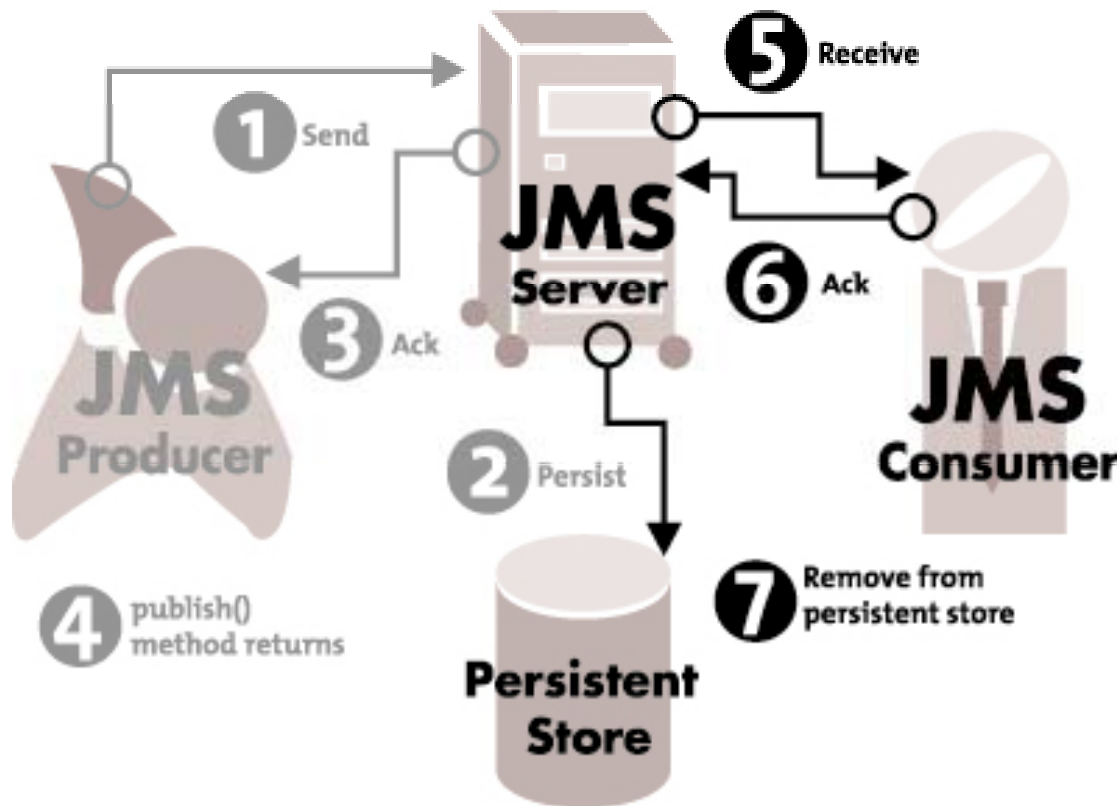 1 Send
JMS
Server
5 Receive
6 Ack
3 Ack
JMS
Producer
JMS
Consumer
2 Persist
4 publish()
method returns
7 Remove from
persistent store
Persistent
Store